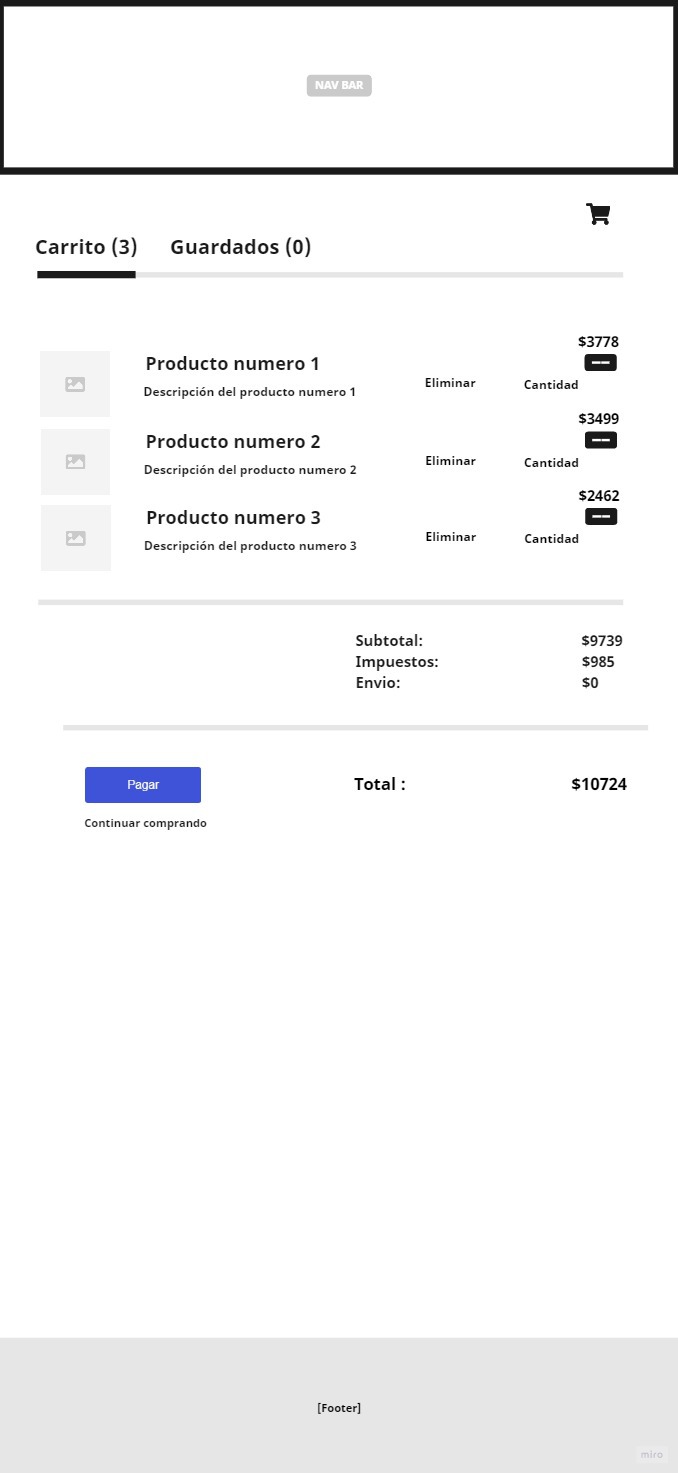 NAV BAR
Carrito (3) Guardados (0)
$3778
Producto numero 1
Descripción del producto numero 1
Eliminar
Cantidad
$3499
Producto numero 2
Descripción del producto numero 2
Eliminar
Cantidad
$2462
Producto numero 3
Descripción del producto numero 3
Eliminar
Cantidad
Subtotal: $9739
Impuestos: $985
Envio: $0
Pagar
Total : $10724
Continuar comprando
[Footer]
miro